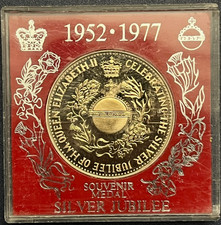 1952 · 1977
CELEBRATING THE SILVER JUBILEE OF H.M. QUEEN ELIZABETH II
SOUVENIR
MEDAL
SILVER JUBILEE